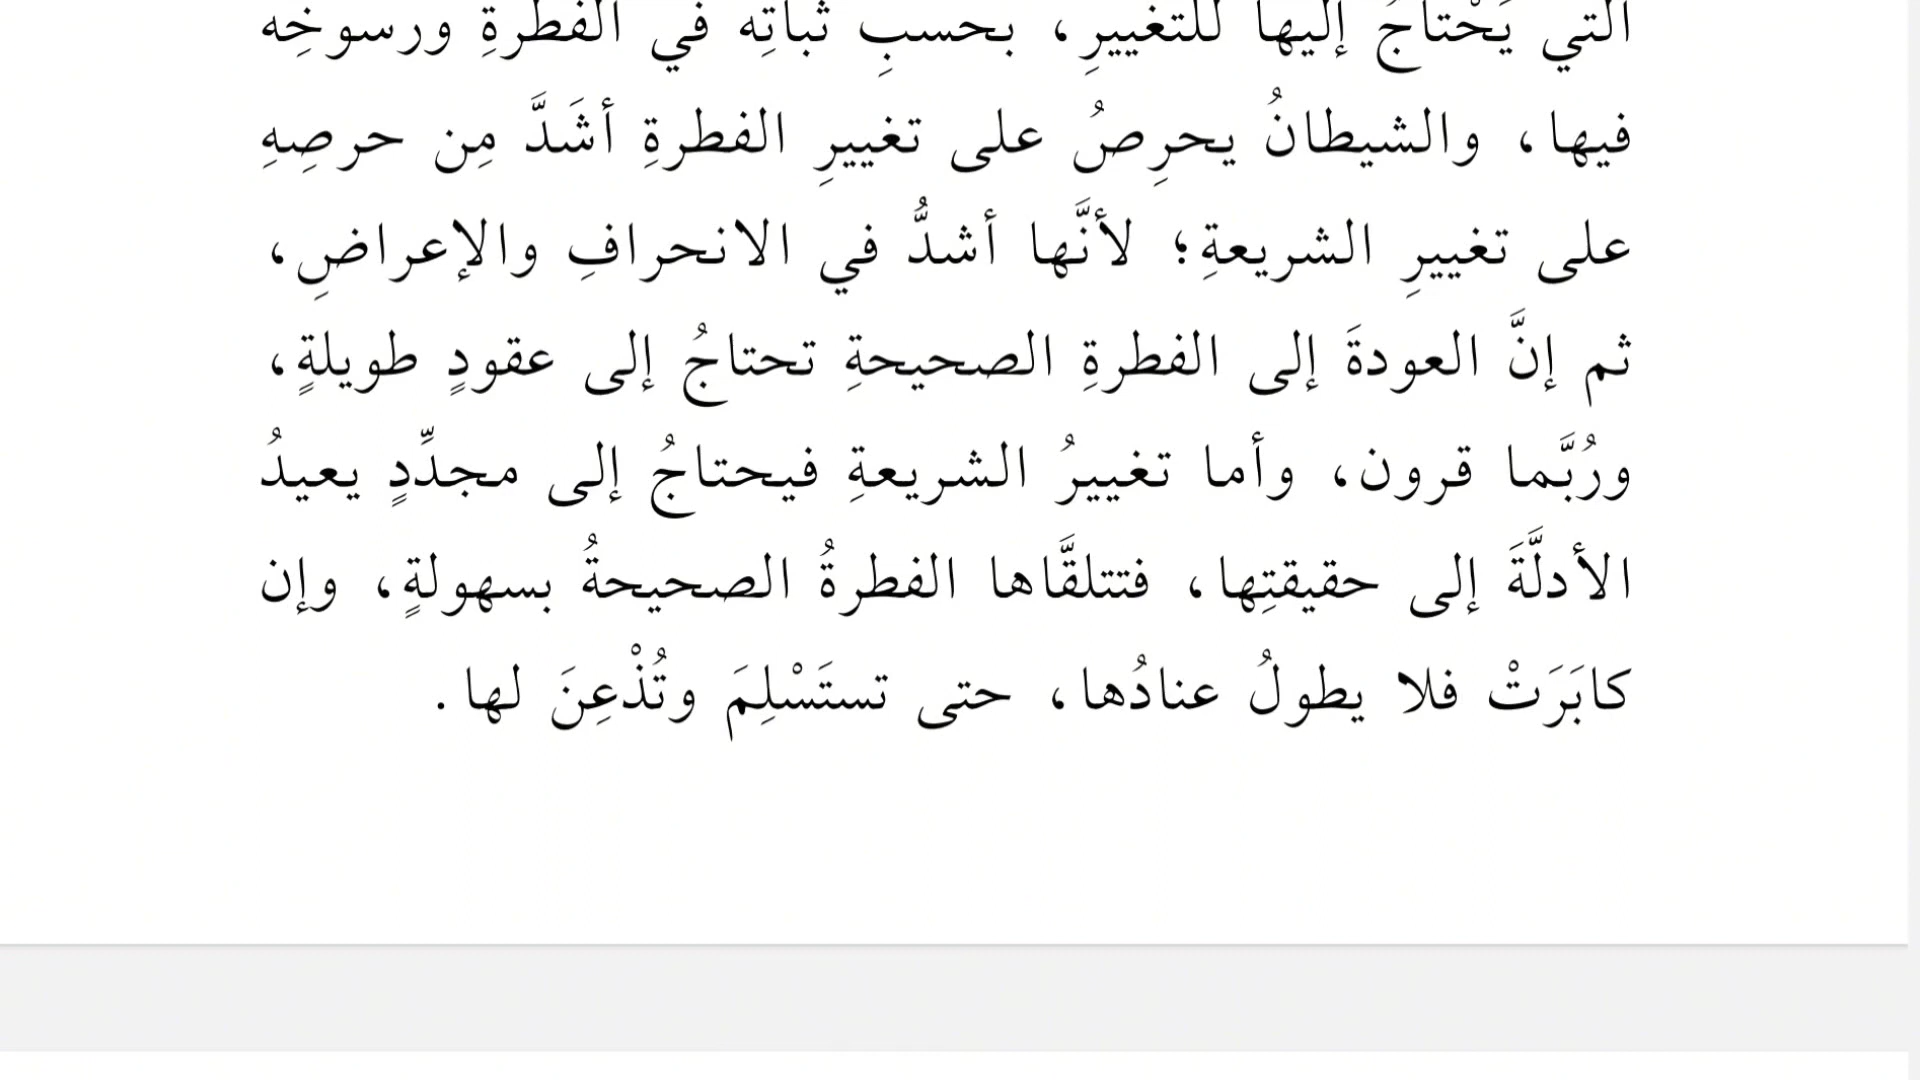 التي يَحْتاجُ إليها للتغييرِ، بحسبِ ثباتِه في الفطرةِ ورسوخِه
فيها، والشيطانُ يحرِصُ على تغييرِ الفطرةِ أشَدَّ مِن حرصِهِ
على تغييرِ الشريعةِ؛ لأنَّها أشدُّ في الانحرافِ والإعراضِ،
ثم إنَّ العودةَ إلى الفطرةِ الصحيحةِ تحتاجُ إلى عقودٍ طويلةٍ،
ورُبَّما قرون، وأما تغييرُ الشريعةِ فيحتاجُ إلى مجدِّدٍ يعيدُ
الأدلَّةَ إلى حقيقتِها، فتتلقَّاها الفطرةُ الصحيحةُ بسهولةٍ، وإن
كابَرَتْ فلا يطولُ عنادُها، حتى تستَسْلِمَ وتُذْعِنَ لها.